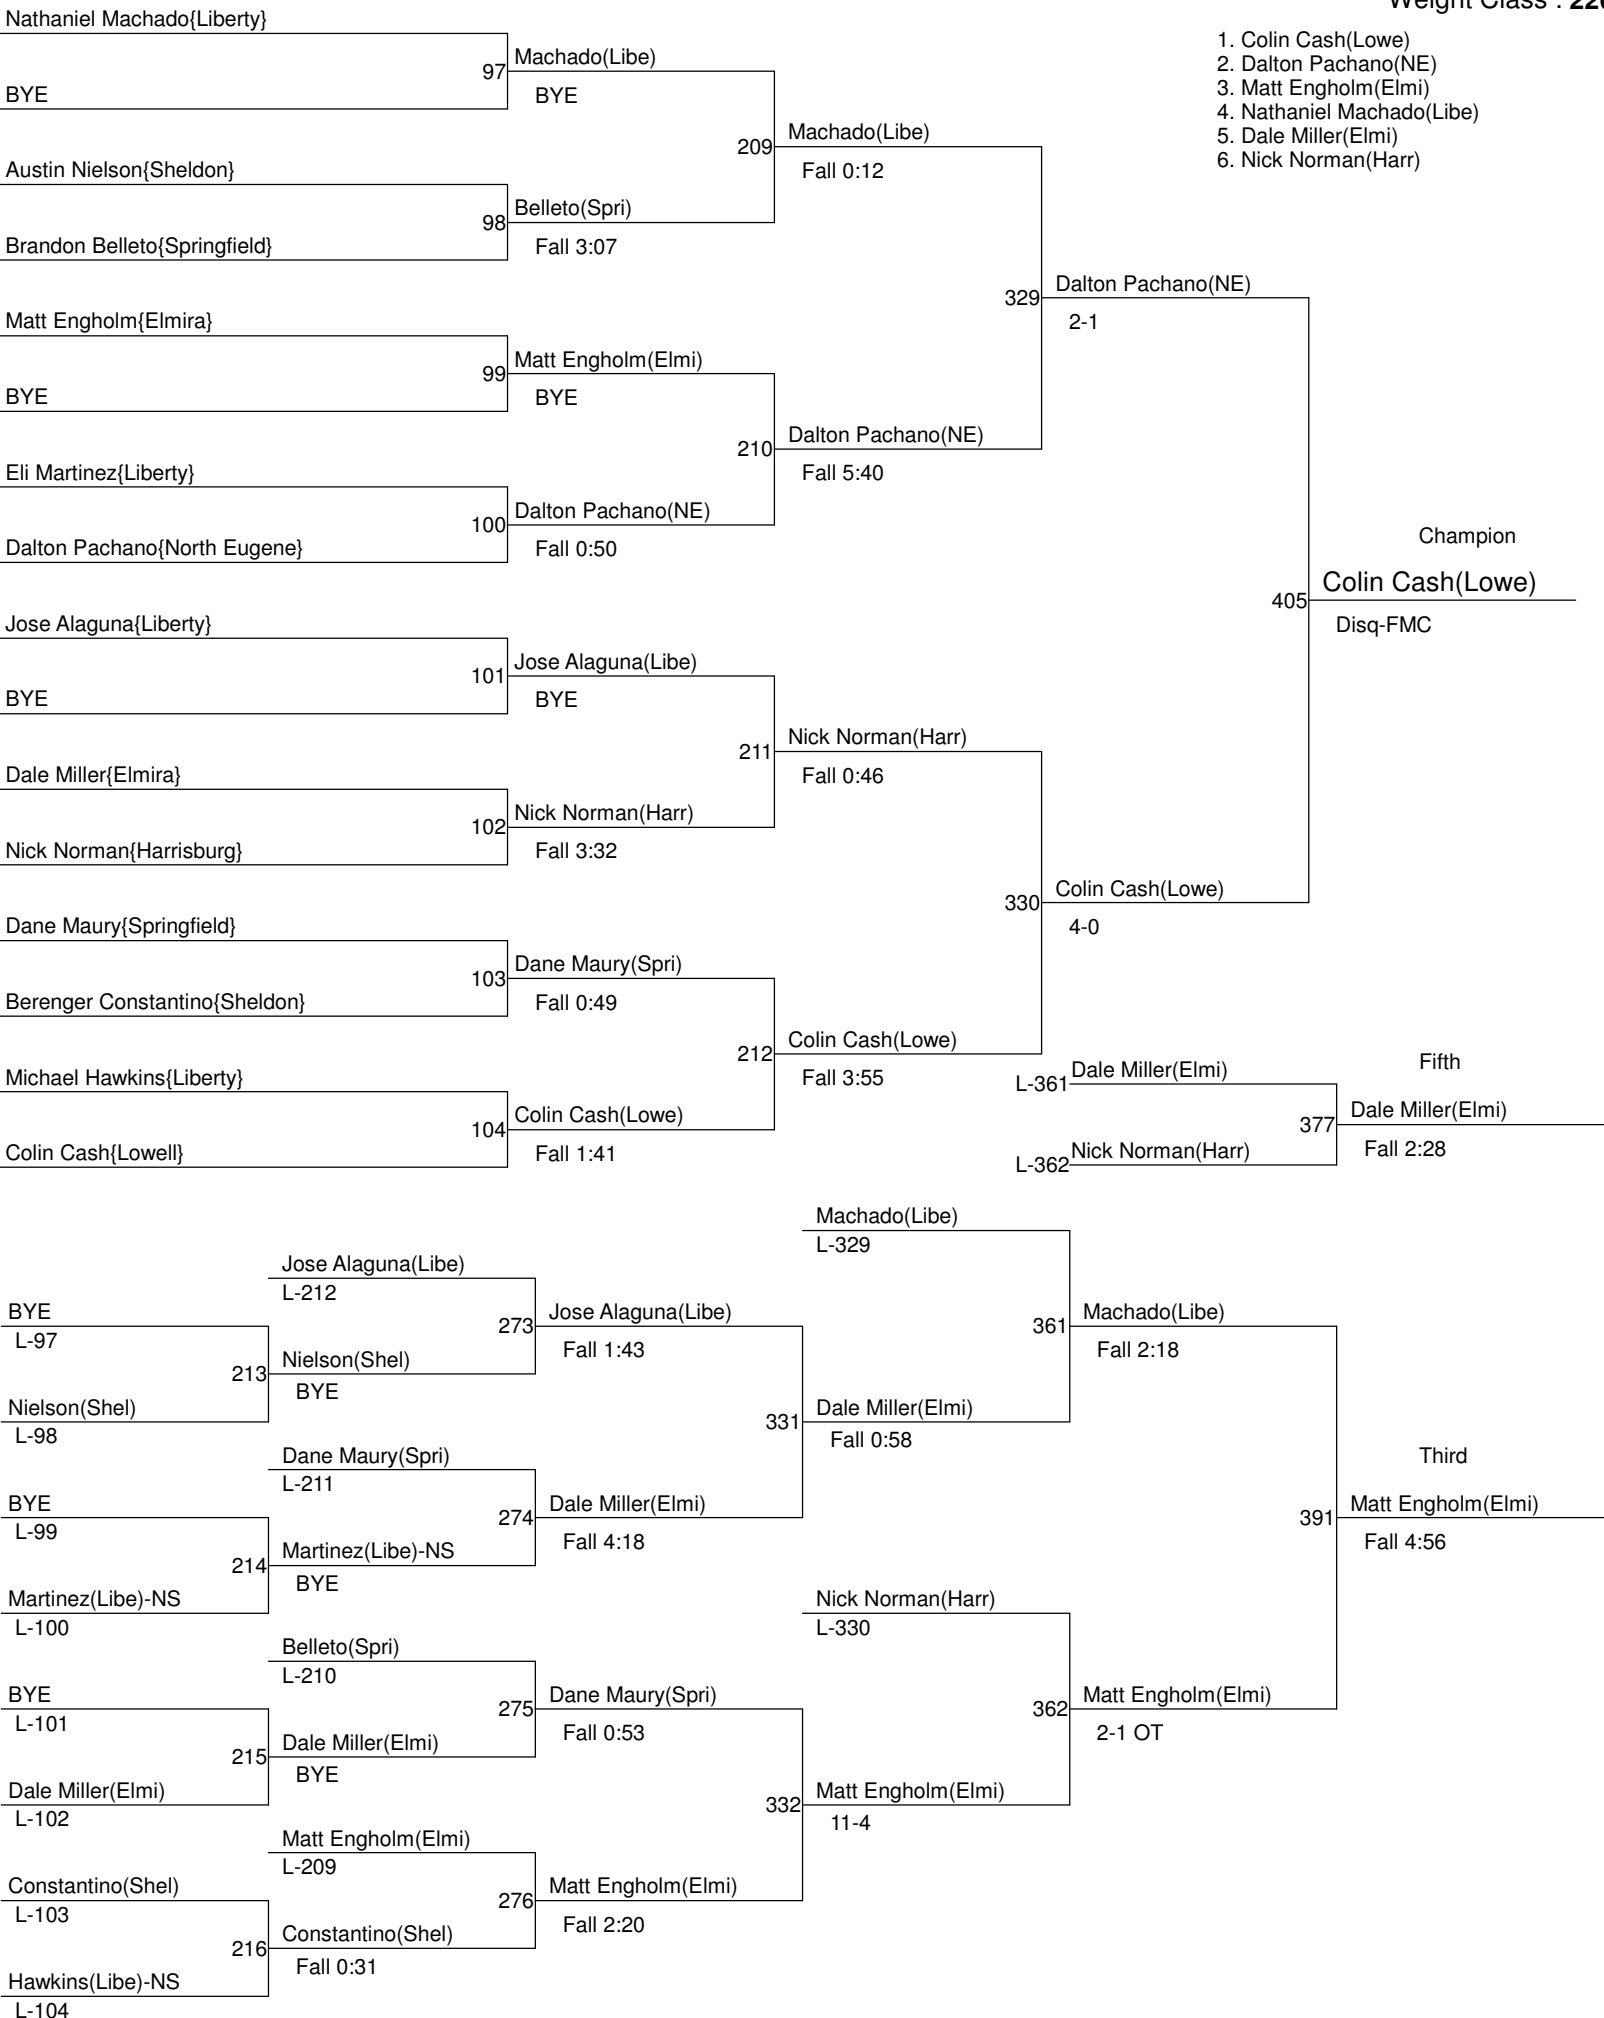 Weight Class :
1. Colin Cash(Lowe)
2. Dalton Pachano(NE)
3. Matt Engholm(Elmi)
4. Nathaniel Machado(Libe)
5. Dale Miller(Elmi)
6. Nick Norman(Harr)
Nathaniel Machado{Liberty}
97
BYE
Austin Nielson{Sheldon}
98
Brandon Belleto{Springfield}
Matt Engholm{Elmira}
99
BYE
Eli Martinez{Liberty}
100
Dalton Pachano{North Eugene}
Jose Alaguna{Liberty}
101
BYE
Dale Miller{Elmira}
102
Nick Norman{Harrisburg}
Dane Maury{Springfield}
103
Berenger Constantino{Sheldon}
Michael Hawkins{Liberty}
104
Colin Cash{Lowell}
Machado(Libe)
BYE
209
Belleto(Spri)
Fall 3:07
Matt Engholm(Elmi)
BYE
210
Dalton Pachano(NE)
Fall 0:50
Jose Alaguna(Libe)
BYE
211
Nick Norman(Harr)
Fall 3:32
Dane Maury(Spri)
Fall 0:49
212
Colin Cash(Lowe)
Fall 1:41
Machado(Libe)
Fall 0:12
329
Dalton Pachano(NE)
Fall 5:40
Nick Norman(Harr)
Fall 0:46
330
Colin Cash(Lowe)
Fall 3:55
Dalton Pachano(NE)
2-1
405
Colin Cash(Lowe)
4-0
Champion
Colin Cash(Lowe)
Disq-FMC
Fifth
L-361
Dale Miller(Elmi)
377
L-362
Nick Norman(Harr)
Dale Miller(Elmi)
Fall 2:28
BYE
L-97
213
Nielson(Shel)
L-98
BYE
L-99
214
Martinez(Libe)-NS
L-100
BYE
L-101
215
Dale Miller(Elmi)
L-102
Constantino(Shel)
L-103
216
Hawkins(Libe)-NS
L-104
Jose Alaguna(Libe)
L-212
273
Nielson(Shel)
BYE
Dane Maury(Spri)
L-211
274
Martinez(Libe)-NS
BYE
Belleto(Spri)
L-210
275
Dale Miller(Elmi)
BYE
Matt Engholm(Elmi)
L-209
276
Constantino(Shel)
Fall 0:31
Jose Alaguna(Libe)
Fall 1:43
331
Dale Miller(Elmi)
Fall 4:18
Dane Maury(Spri)
Fall 0:53
332
Matt Engholm(Elmi)
Fall 2:20
Machado(Libe)
L-329
361
Dale Miller(Elmi)
Fall 0:58
Nick Norman(Harr)
L-330
362
Matt Engholm(Elmi)
11-4
Machado(Libe)
Fall 2:18
391
Matt Engholm(Elmi)
2-1 OT
Third
Matt Engholm(Elmi)
Fall 4:56